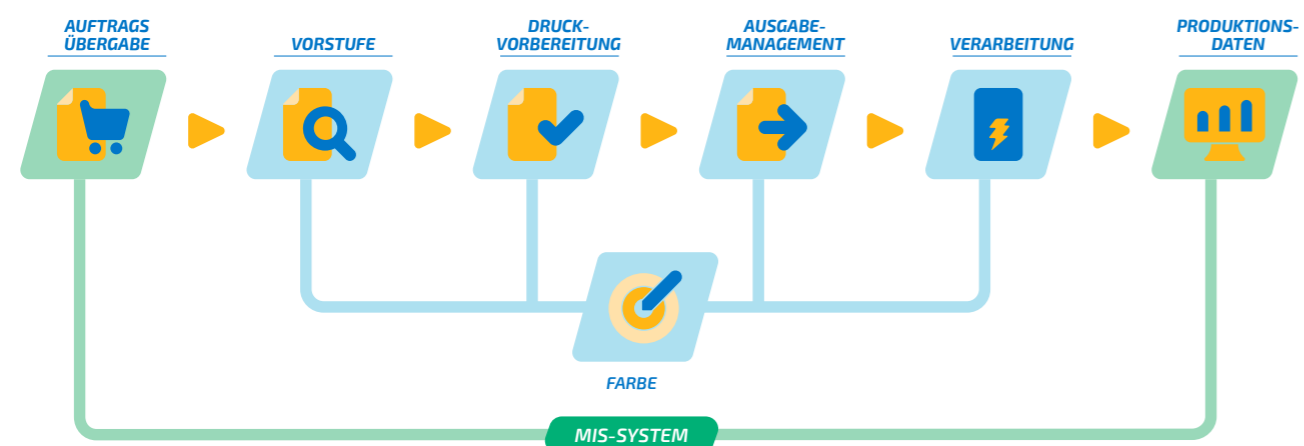 AUFTRAGS
ÜBERGABE
VORSTUFE
DRUCK-
VORBEREITUNG
AUSGABE-
MANAGEMENT
VERARBEITUNG
PRODUKTIONS-
DATEN
FARBE
MIS-SYSTEM